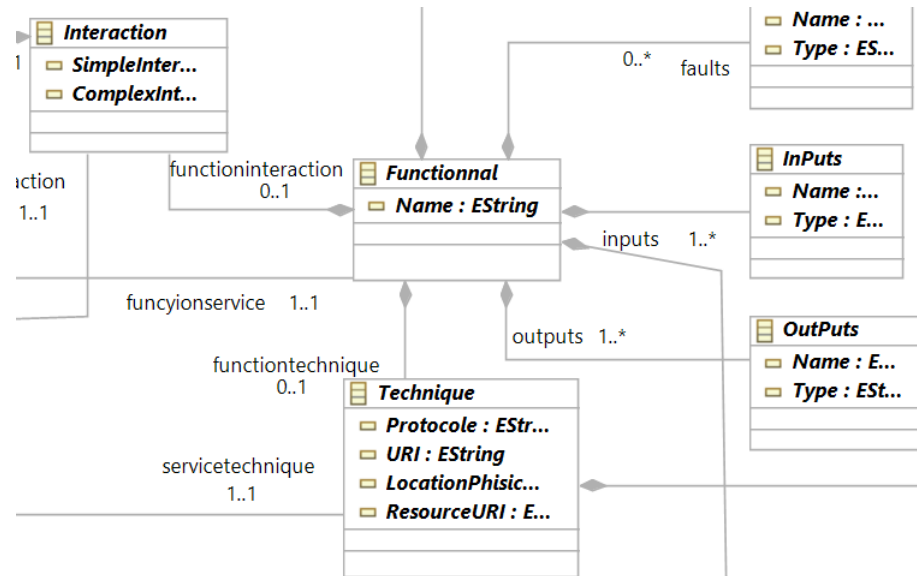 Interaction
SimpleInter...
ComplexInt...
1
Name : ...
Type : ES...
0..* faults
functioninteraction
0..1
Functionnal
Name : EString
InPuts
Name :...
Type : E...
action
1..1
inputs 1..*
funcyionservice 1..1
outputs 1..*
OutPuts
Name : E...
Type : ESt...
functiontechnique
0..1
Technique
Protocole : EStr...
URI : EString
LocationPhisic...
ResourceURI : E...
servicetechnique
1..1